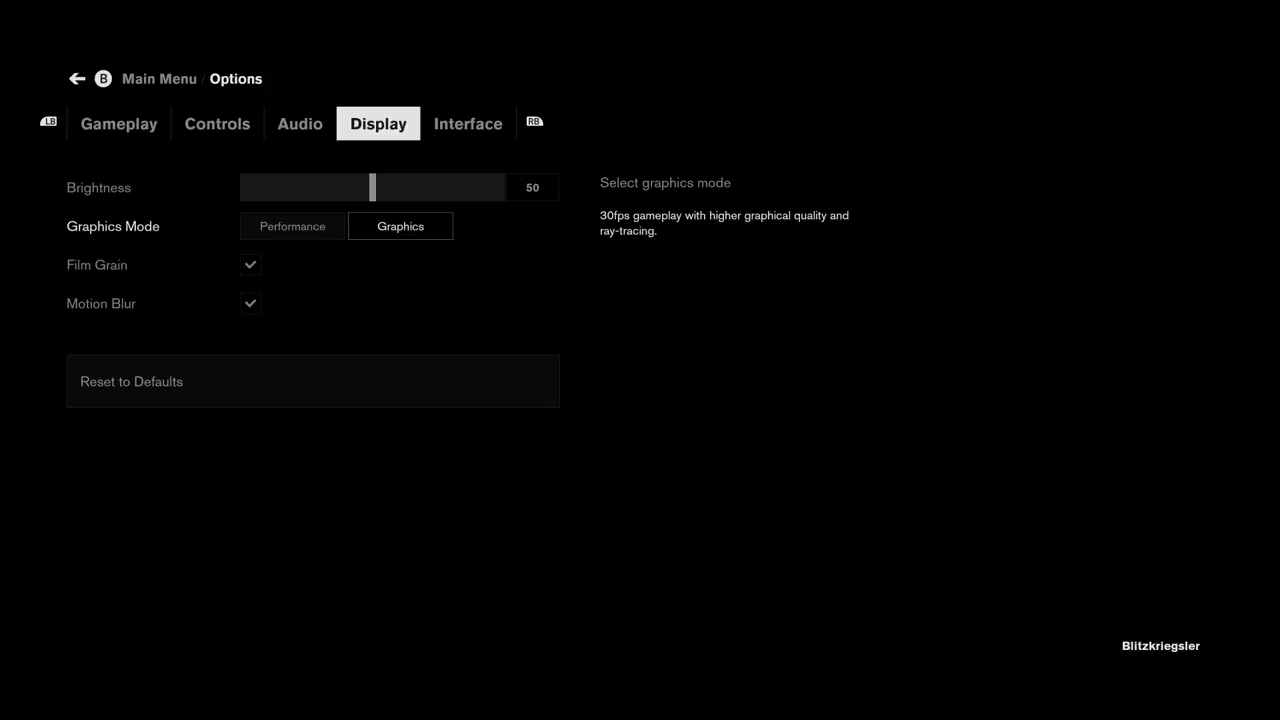 B Main Menu / Options
LB Gameplay Controls Audio Display Interface RB
Brightness 50
Graphics Mode Performance Graphics
Film Grain
Motion Blur
Reset to Defaults
Select graphics mode
30fps gameplay with higher graphical quality and
ray-tracing.
Blitzkriegsler